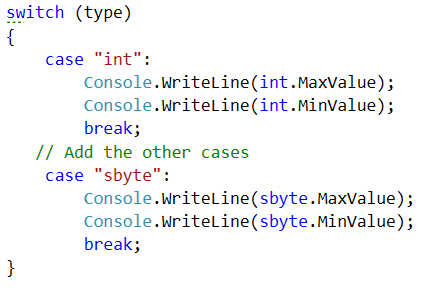 switch (type)
{
    case "int":
        Console.WriteLine(int.MaxValue);
        Console.WriteLine(int.MinValue);
        break;
   // Add the other cases
    case "sbyte":
        Console.WriteLine(sbyte.MaxValue);
        Console.WriteLine(sbyte.MinValue);
        break;
}